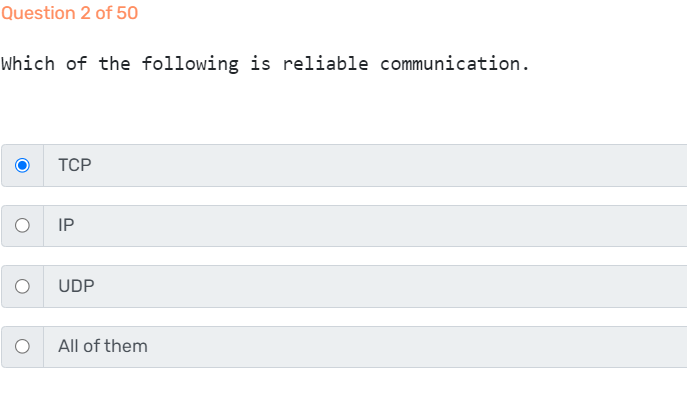 Question 2 of 50
Which of the following is reliable communication.
TCP
IP
UDP
All of them